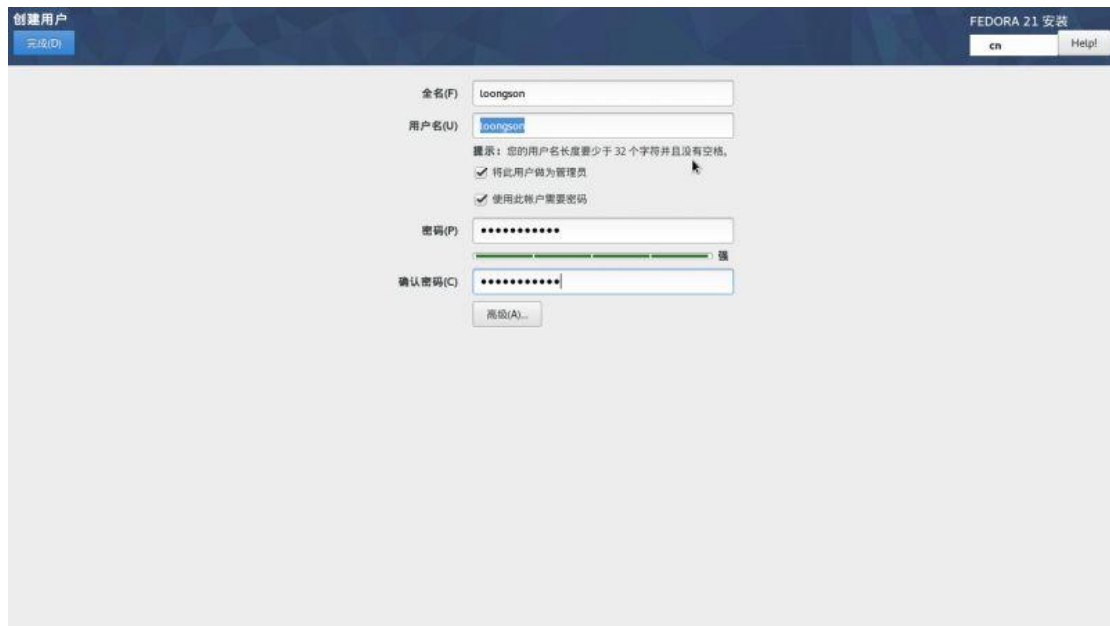 创建用户
FEDORA 21 安装
完成(D)
cn
Help!
全名(F)
loongson
用户名(U)
loongson
提示：您的用户名长度要少于 32 个字符并且没有空格。
将此用户做为管理员
使用此帐户需要密码
密码(P)
●●●●●●●●●●●
强
确认密码(C)
●●●●●●●●●●●
高级(A)...